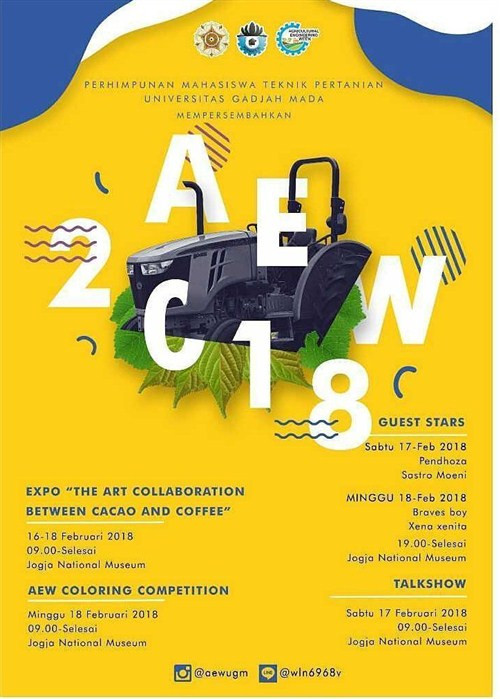 AGRICULTURAL
ENGINEERING
WEEK
PERHIMPUNAN MAHASISWA TEKNIK PERTANIAN
UNIVERSITAS GADJAH MADA
MEMPERSEMBAHKAN
AEW
2018
GUEST STARS
Sabtu 17-Feb 2018
Pendhoza
Sastro Moeni
MINGGU 18-Feb 2018
Braves boy
Xena xenita
19.00-Selesai
Jogja National Museum
EXPO "THE ART COLLABORATION
BETWEEN CACAO AND COFFEE"
16-18 Februari 2018
09.00-Selesai
Jogja National Museum
AEW COLORING COMPETITION
Minggu 18 Februari 2018
09.00-Selesai
Jogja National Museum
TALKSHOW
Sabtu 17 Februari 2018
09.00-Selesai
Jogja National Museum
@aewugm
LINE
@wln6968v